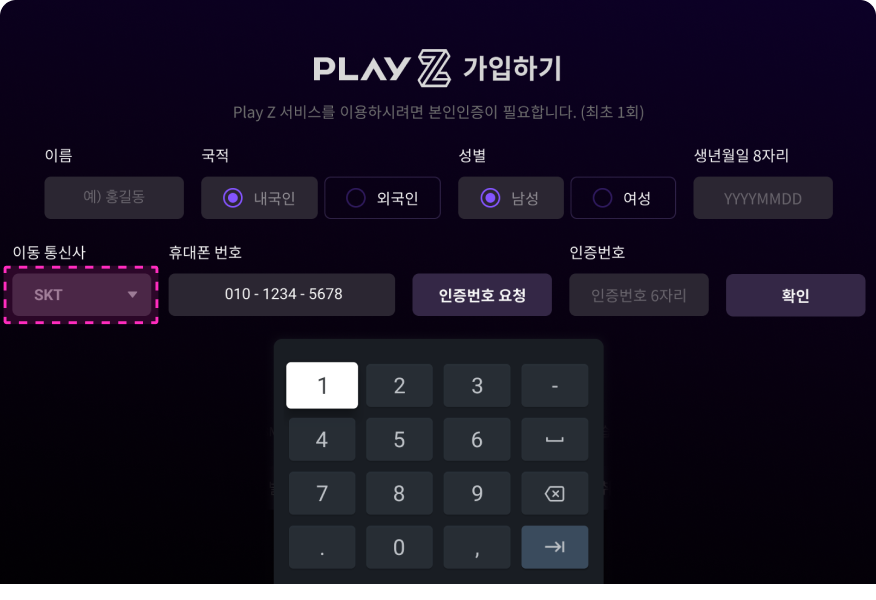 PLAY Z 가입하기
Play Z 서비스를 이용하시려면 본인인증이 필요합니다. (최초 1회)
이름 국적 성별 생년월일 8자리
예) 홍길동 내국인 외국인 남성 여성 YYYYMMDD
이동 통신사 휴대폰 번호 인증번호
SKT 010 - 1234 - 5678 인증번호 요청 인증번호 6자리 확인
1 2 3 -
4 5 6
7 8 9
. 0 ,